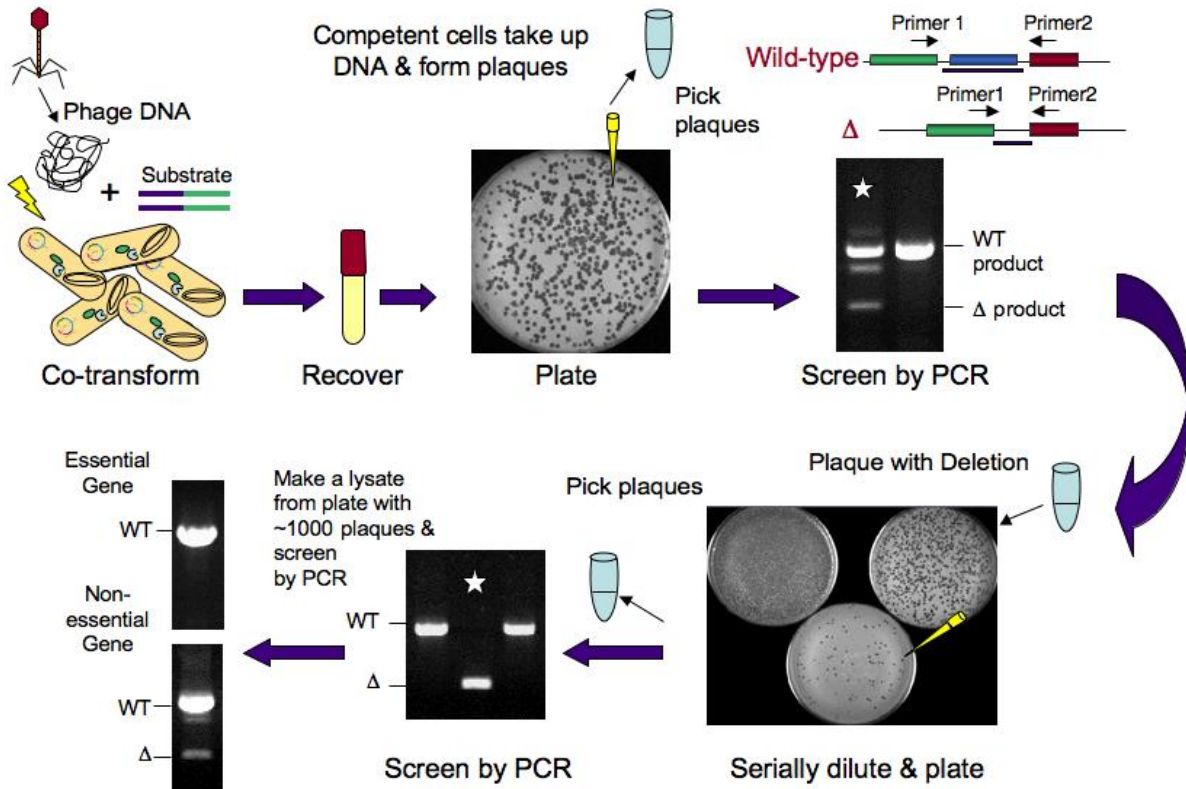 Phage DNA
+
Substrate
Co-transform
Recover
Competent cells take up
DNA & form plaques
Pick
plaques
Plate
Primer 1
Primer2
Wild-type
Primer1
Primer2
Δ
WT
product
Δ product
Screen by PCR
Plaque with Deletion
Serially dilute & plate
Pick plaques
Make a lysate
from plate with
~1000 plaques &
screen
by PCR
WT
Δ
Screen by PCR
Essential
Gene
WT
Non-
essential
Gene
WT
Δ